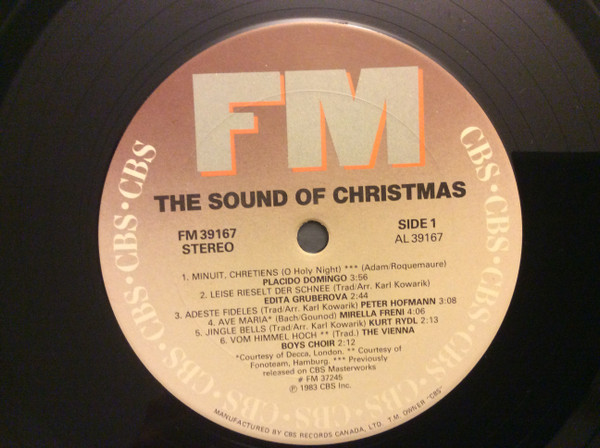 FM
THE SOUND OF CHRISTMAS
FM 39167
STEREO
SIDE 1
AL 39167
1. MINUIT, CHRETIENS (O Holy Night) *** (Adam/Roquemaure)
PLACIDO DOMINGO 3:56
2. LEISE RIESELT DER SCHNEE (Trad/Arr. Karl Kowarik)
EDITA GRUBEROVA 2:44
3. ADESTE FIDELES (Trad/Arr. Karl Kowarik) PETER HOFMANN 3:08
4. AVE MARIA* (Bach/Gounod) MIRELLA FRENI 4:06
5. JINGLE BELLS (Trad/Arr. Karl Kowarik) KURT RYDL 2:13
6. VOM HIMMEL HOCH ** (Trad.) THE VIENNA
BOYS CHOIR 2:12
*Courtesy of Decca, London. ** Courtesy of
Fonoteam, Hamburg. *** Previously
released on CBS Masterworks
# FM 37245
℗ 1983 CBS Inc.
CBS•CBS•CBS•CBS•CBS•CBS•CBS•CBS
MANUFACTURED BY CBS RECORDS CANADA, LTD T.M. OWNER "CBS"